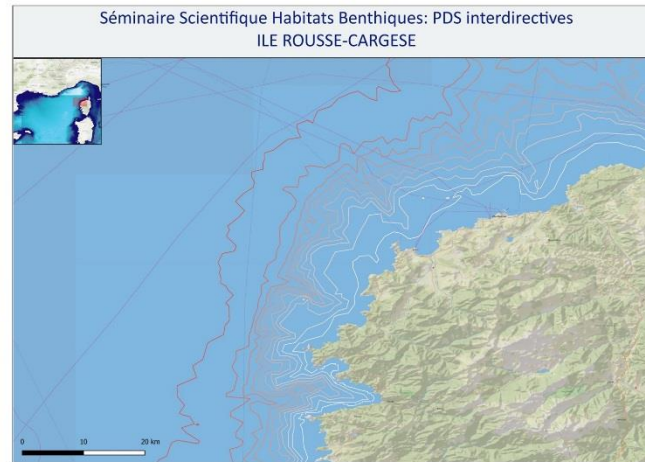 Séminaire Scientifique Habitats Benthiques: PDS interdirectives
ILE ROUSSE-CARGESE
0 10 20 km